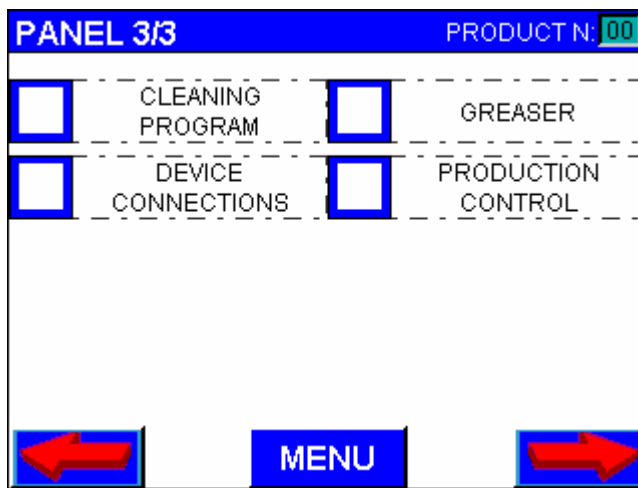 PANEL 3/3
PRODUCT N: 00
CLEANING
PROGRAM
GREASER
DEVICE
CONNECTIONS
PRODUCTION
CONTROL
MENU